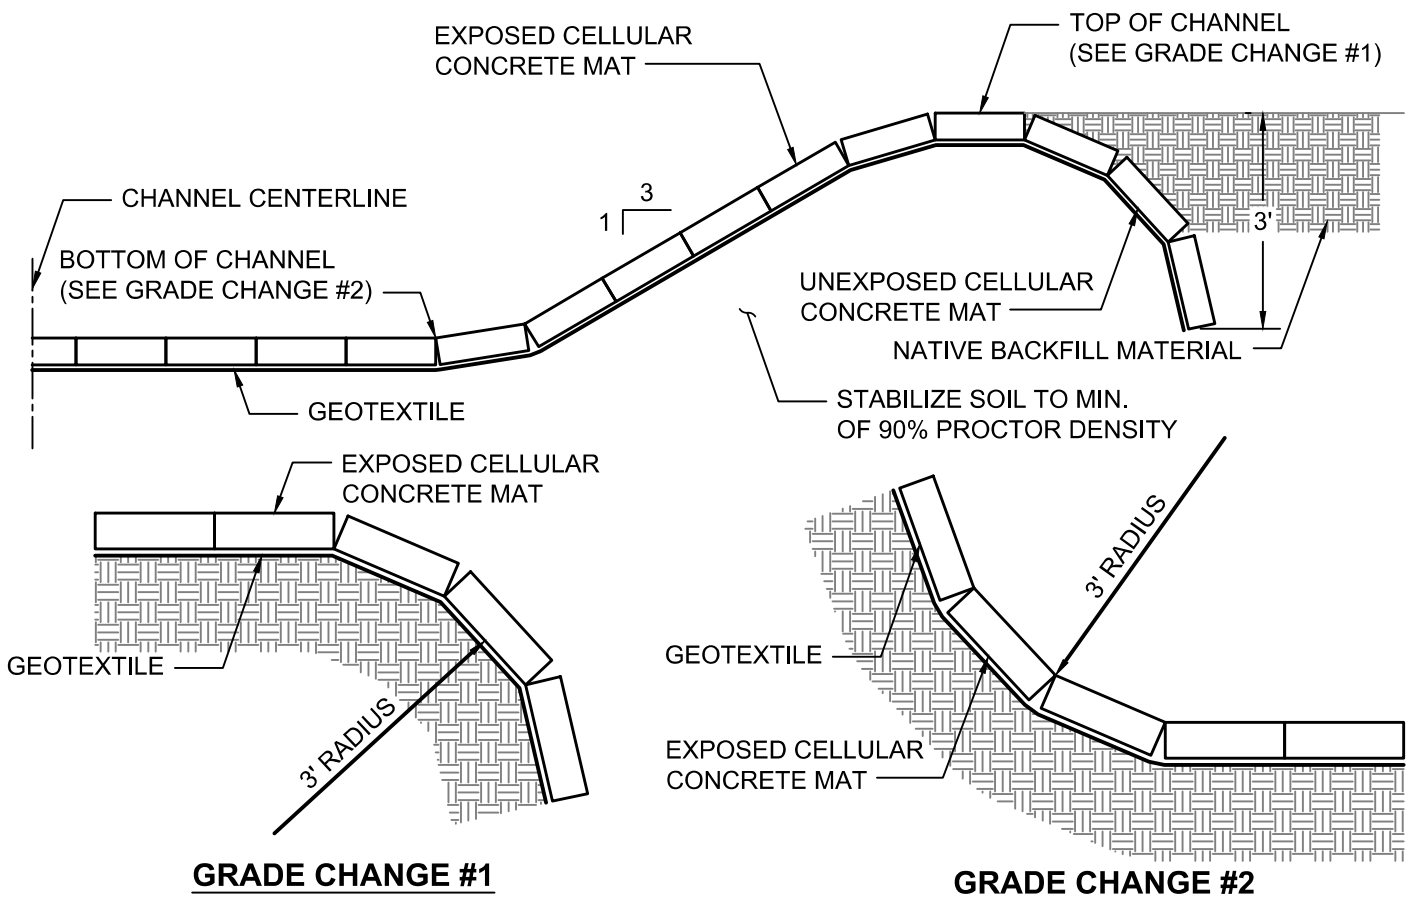 EXPOSED CELLULAR
CONCRETE MAT
TOP OF CHANNEL
(SEE GRADE CHANGE #1)
CHANNEL CENTERLINE
3
1
3'
BOTTOM OF CHANNEL
(SEE GRADE CHANGE #2)
UNEXPOSED CELLULAR
CONCRETE MAT
NATIVE BACKFILL MATERIAL
GEOTEXTILE
STABILIZE SOIL TO MIN.
OF 90% PROCTOR DENSITY
EXPOSED CELLULAR
CONCRETE MAT
GEOTEXTILE
3' RADIUS
GRADE CHANGE #1
3' RADIUS
GEOTEXTILE
EXPOSED CELLULAR
CONCRETE MAT
GRADE CHANGE #2